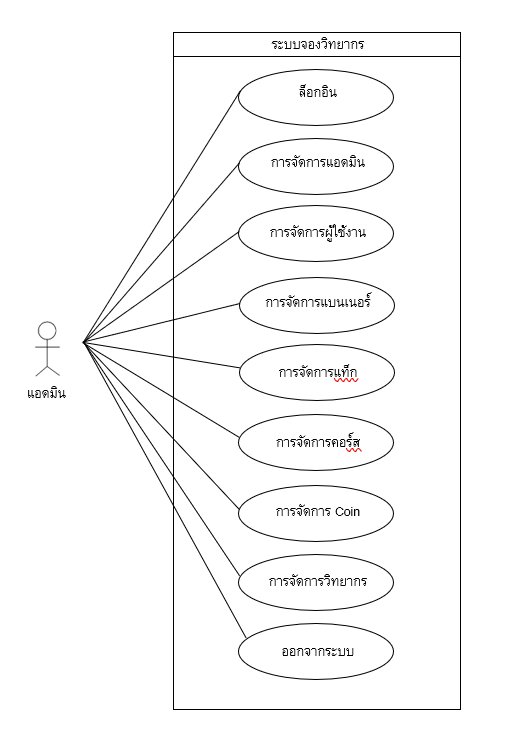 ระบบจองวิทยากร
ล็อกอิน
การจัดการแอดมิน
การจัดการผู้ใช้งาน
การจัดการแบนเนอร์
การจัดการแท็ก
การจัดการคอร์ส
การจัดการ Coin
การจัดการวิทยากร
ออกจากระบบ
แอดมิน